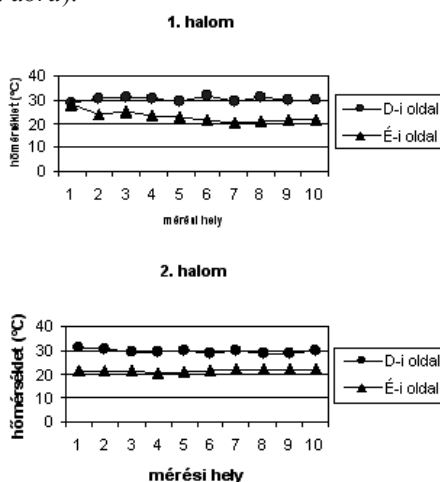 ábra).
1. halom
hőmérséklet (°C)
40
30
20
10
0
1 2 3 4 5 6 7 8 9 10
mérési hely
D-i oldal
É-i oldal
2. halom
hőmérséklet (°C)
40
30
20
10
0
1 2 3 4 5 6 7 8 9 10
mérési hely
D-i oldal
É-i oldal